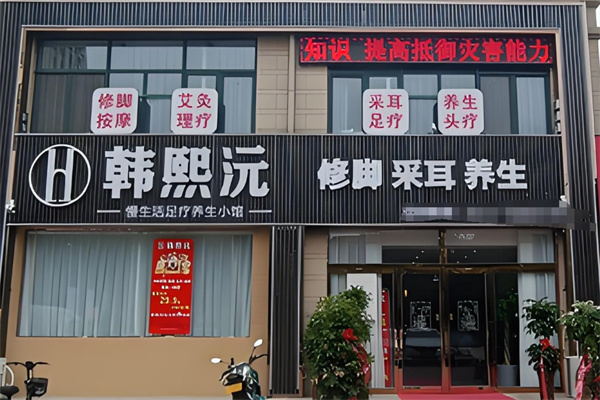 知识 提高抵御灾害能力
修脚
按摩
艾灸
理疗
采耳
足疗
养生
头疗
韩熙沅
修脚 采耳 养生
慢生活足疗养生小馆